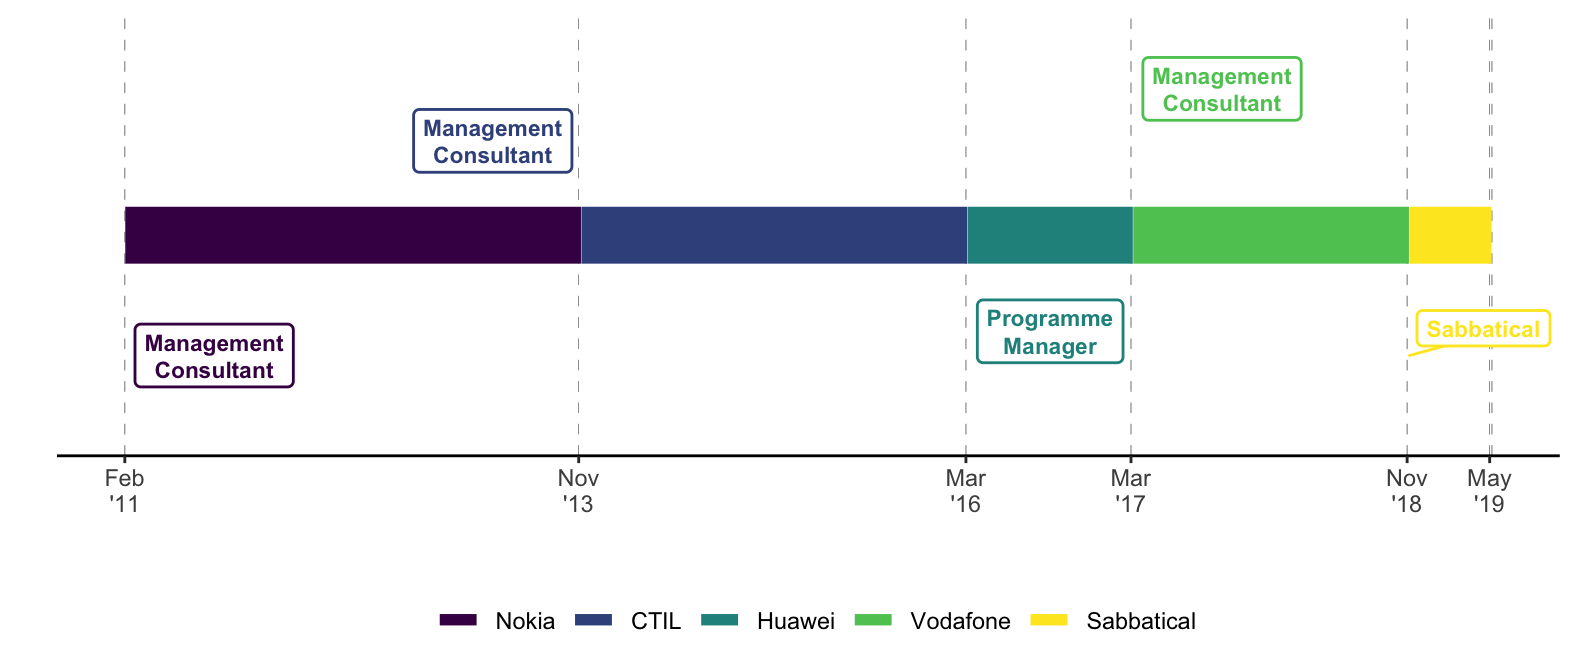 Management
Consultant
Management
Consultant
Programme
Manager
Sabbatical
Management
Consultant
Feb
'11
Nov
'13
Mar
'16
Mar
'17
Nov
'18
May
'19
Nokia
CTIL
Huawei
Vodafone
Sabbatical